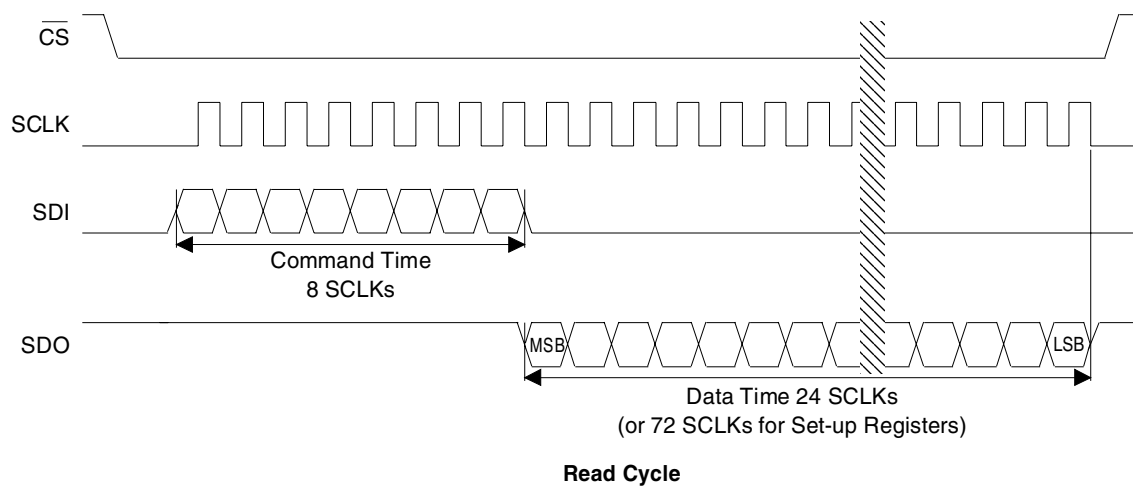 CS
SCLK
SDI
Command Time
8 SCLKs
SDO
MSB
LSB
Data Time 24 SCLKs
(or 72 SCLKs for Set-up Registers)
Read Cycle